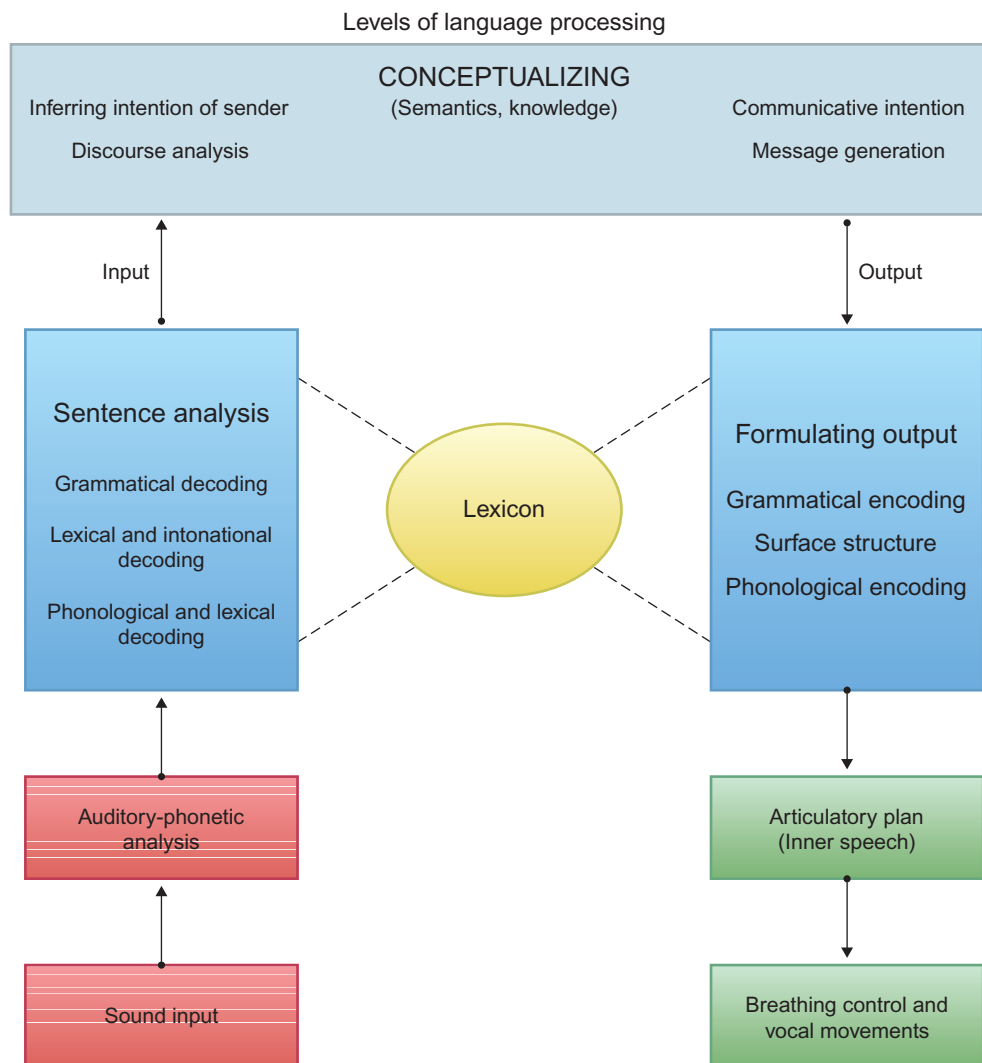 Levels of language processing
CONCEPTUALIZING
(Semantics, knowledge)
Inferring intention of sender
Discourse analysis
Communicative intention
Message generation
Input
Output
Sentence analysis
Grammatical decoding
Lexical and intonational
decoding
Phonological and lexical
decoding
Lexicon
Formulating output
Grammatical encoding
Surface structure
Phonological encoding
Auditory-phonetic
analysis
Articulatory plan
(Inner speech)
Sound input
Breathing control and
vocal movements